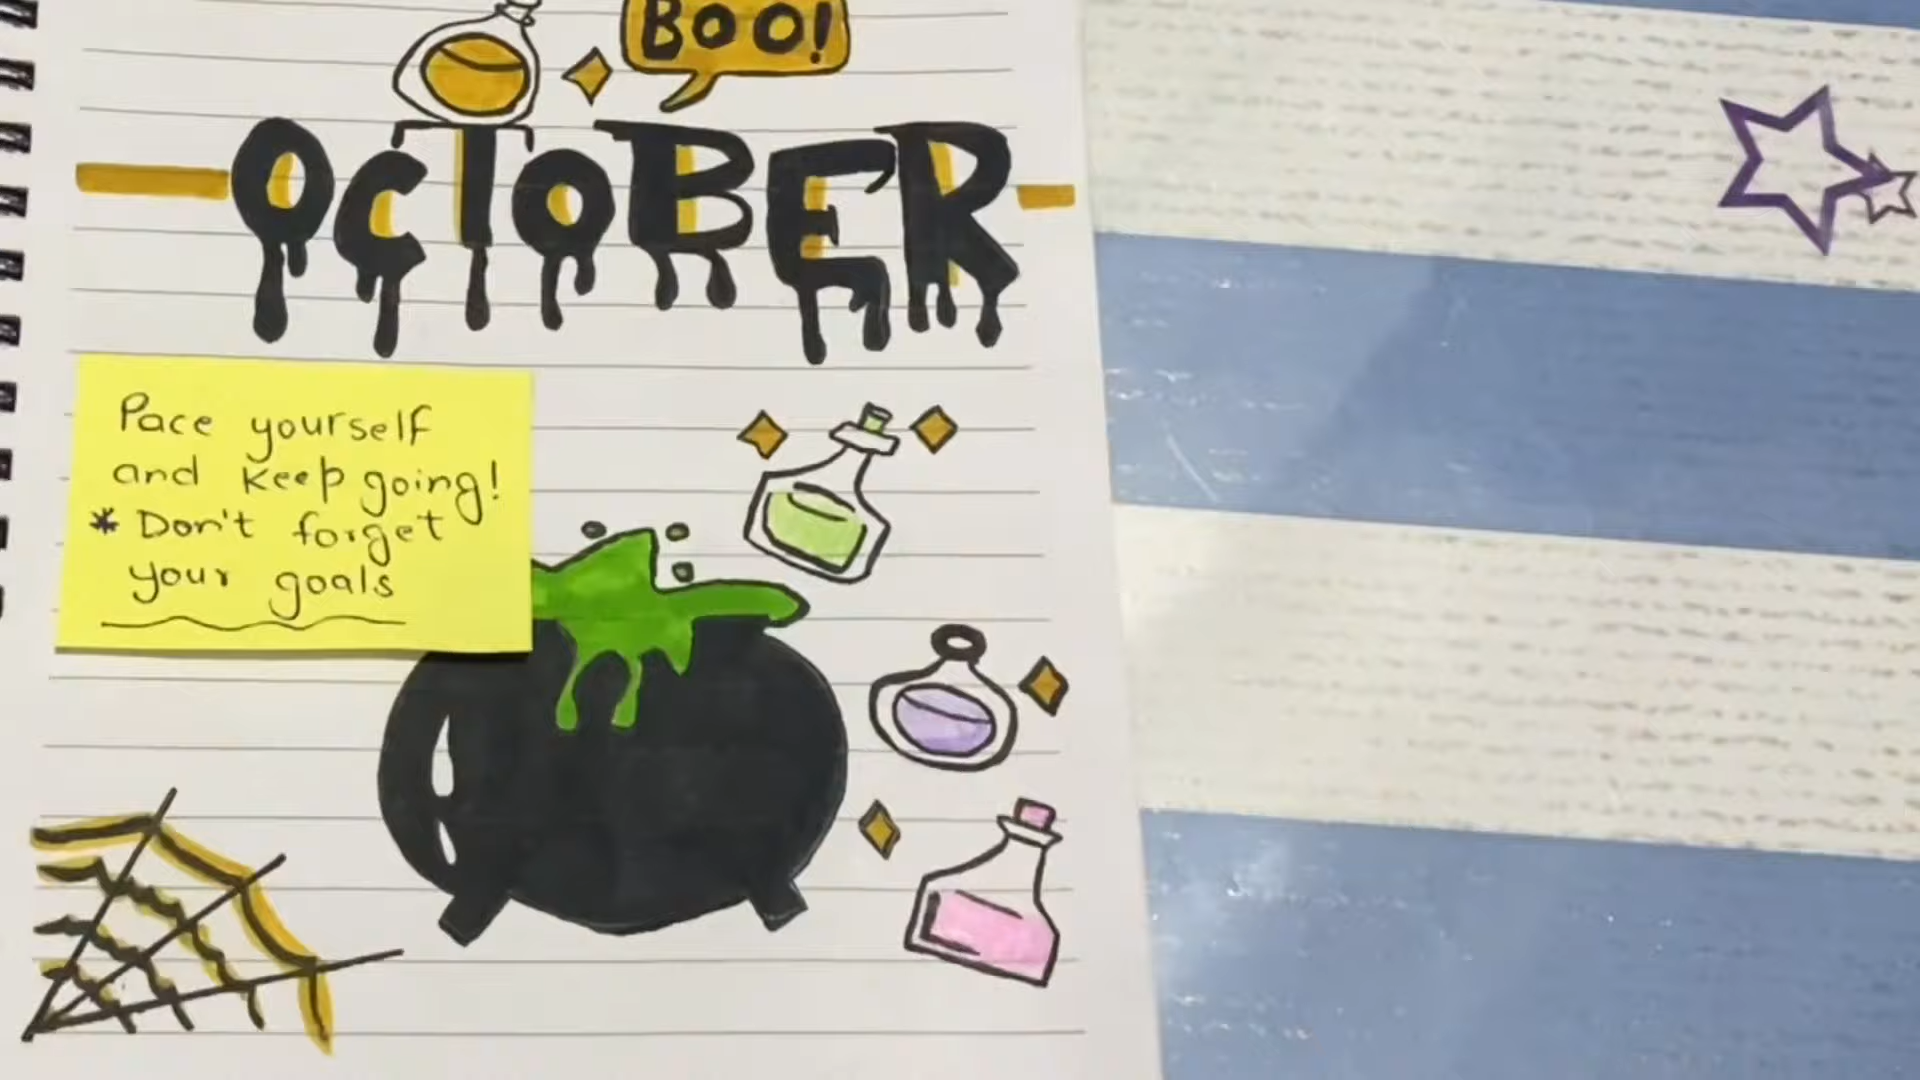 BOO!
OCTOBER
Pace yourself
and keep going!
* Don't forget
your goals